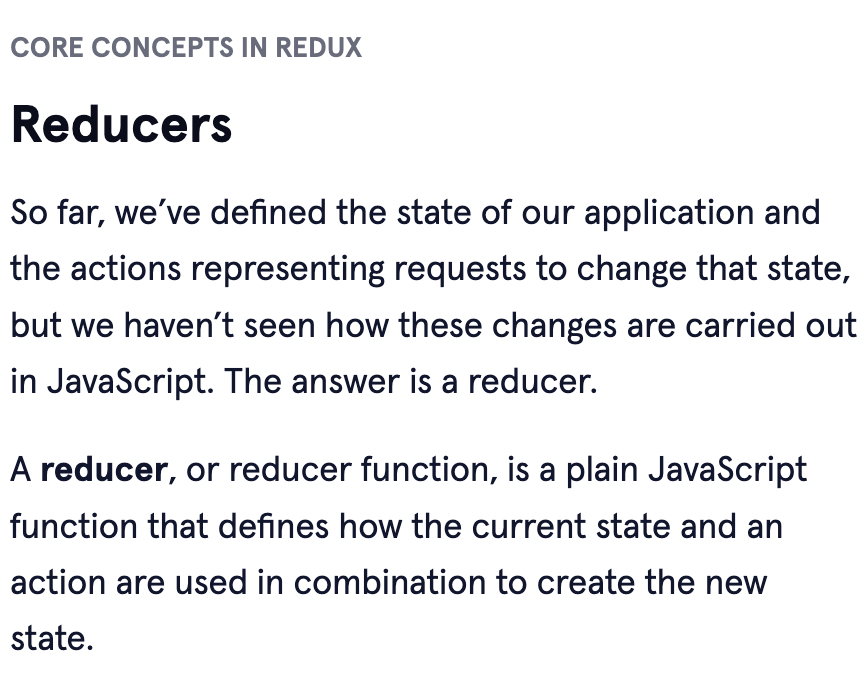 CORE CONCEPTS IN REDUX
Reducers
So far, we’ve defined the state of our application and
the actions representing requests to change that state,
but we haven’t seen how these changes are carried out
in JavaScript. The answer is a reducer.
A reducer, or reducer function, is a plain JavaScript
function that defines how the current state and an
action are used in combination to create the new
state.